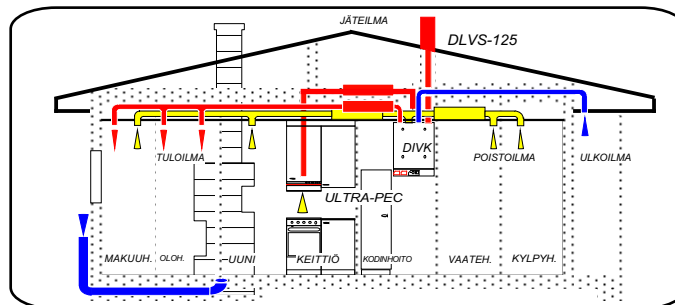 JÄTEILMA
DLVS-125
DIVK
TULOILMA
POISTOILMA
ULKOILMA
ULTRA-PEC
MAKUUH.
OLOH.
UUNI
KEITTIÖ
KODINHOITO
VAATEH.
KYLPYH.